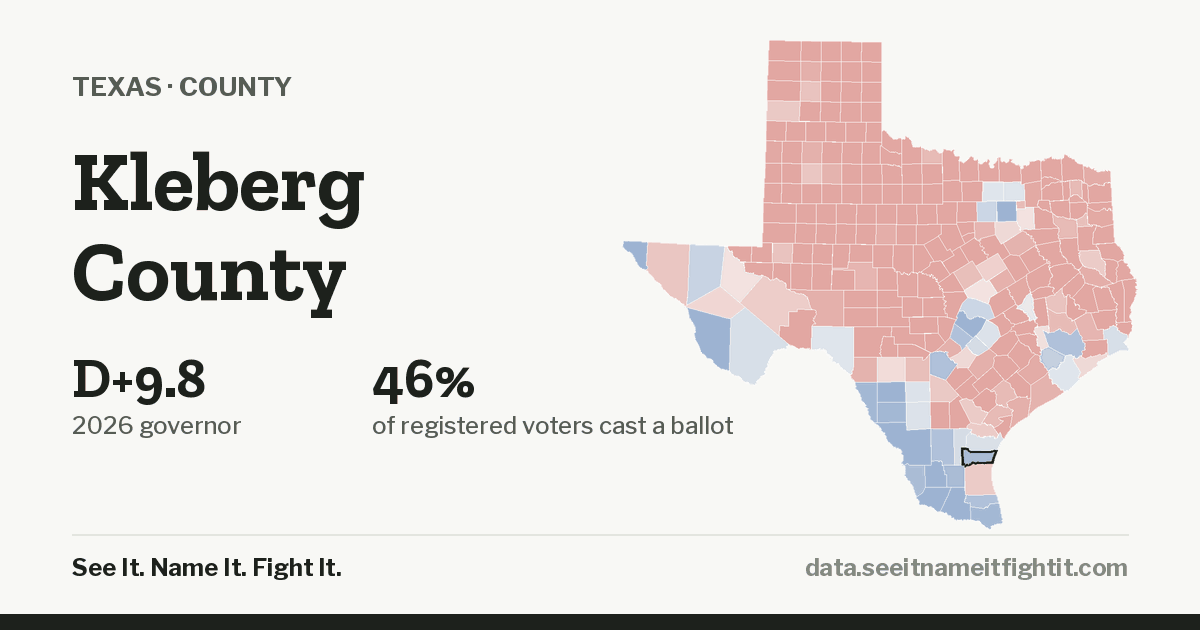 TEXAS · COUNTY
Kleberg
County
D+9.8
2026 governor
46%
of registered voters cast a ballot
See It. Name It. Fight It.
data.seeitnameitfightit.com